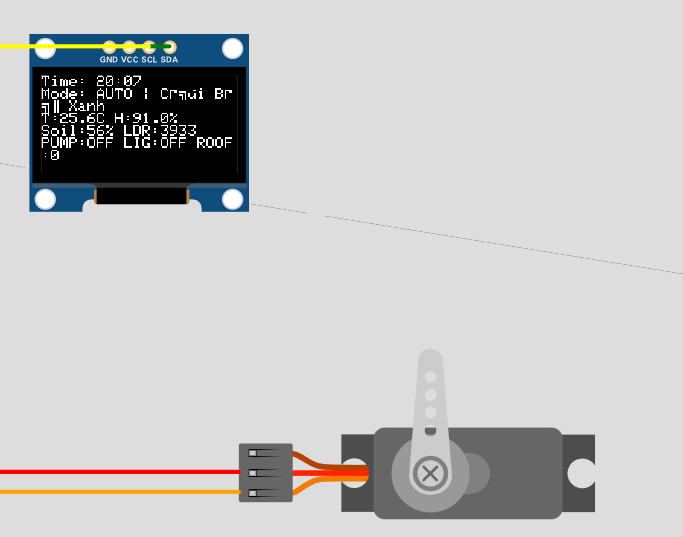 GND VCC SCL SDA
Time: 20:07
Mode: AUTO | Br
Xanh
T:25.6C H:91.0%
Soil:56% LDR:3933
PUMP:OFF LIG:OFF ROOF
:0